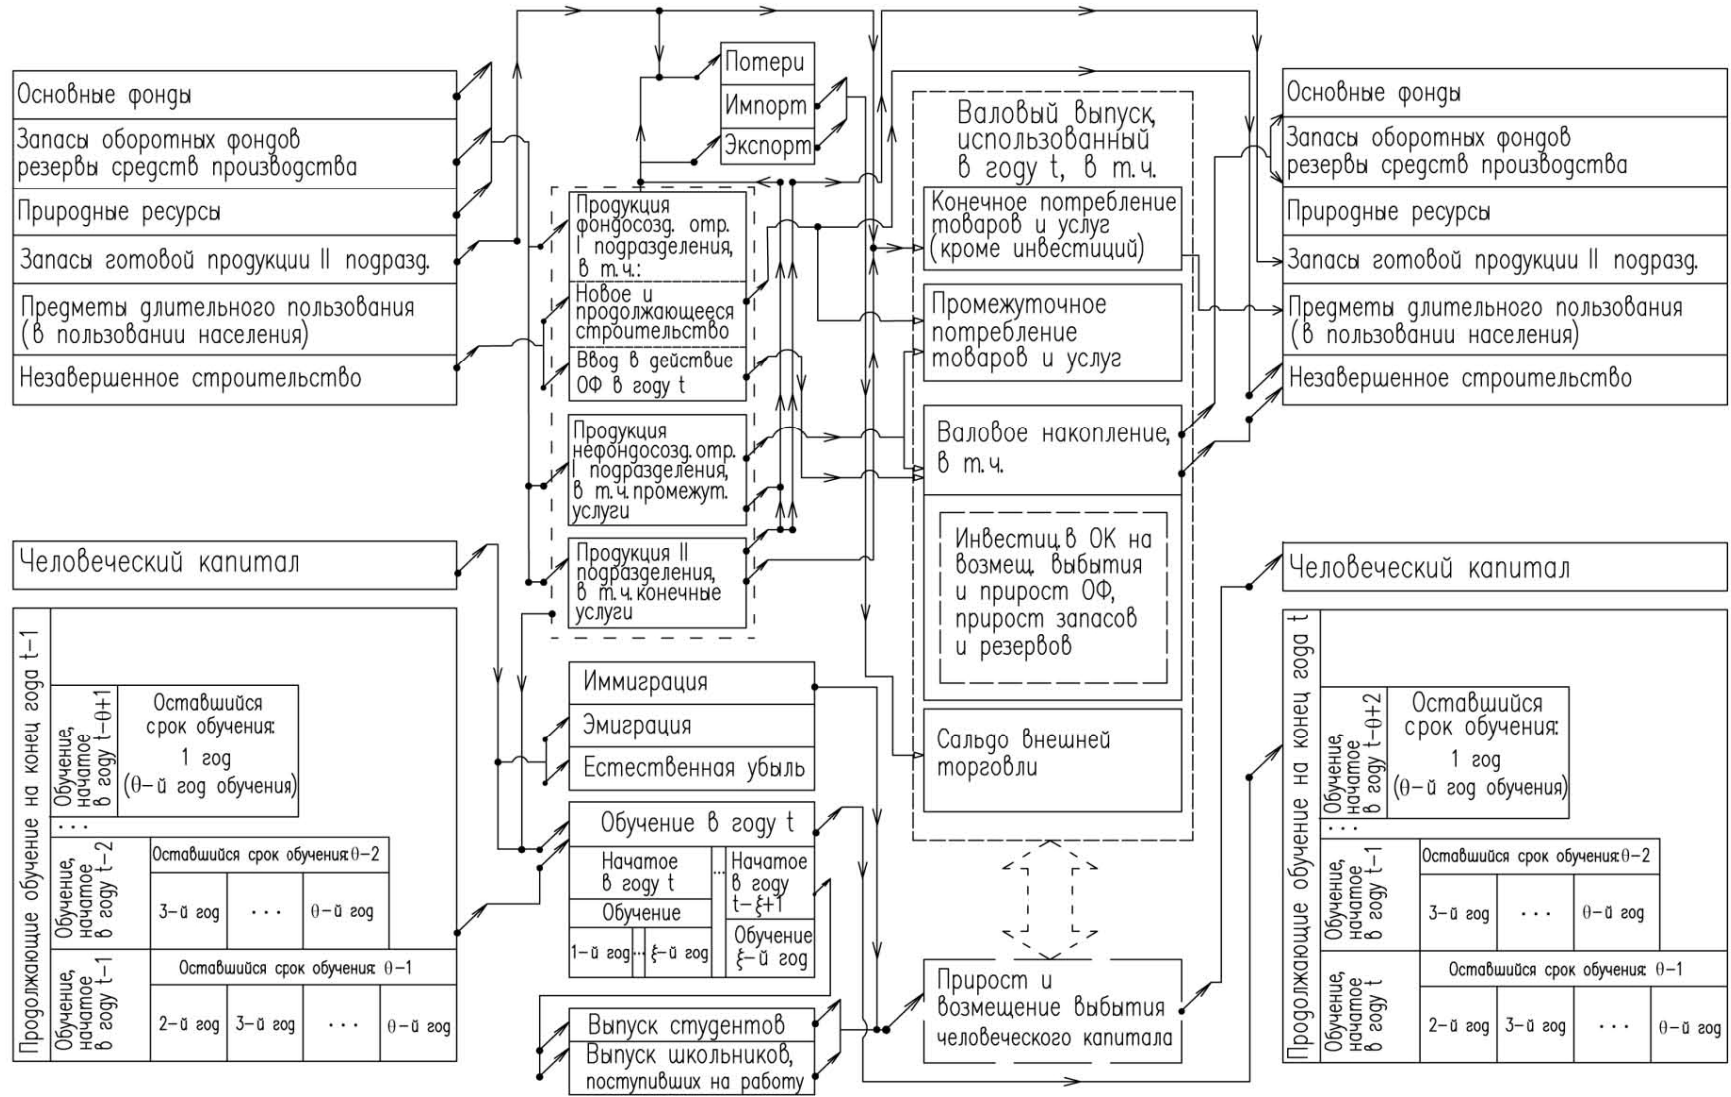 Основные фонды
Запасы оборотных фондов
резервы средств производства
Природные ресурсы
Запасы готовой продукции II подразд.
Предметы длительного пользования
(в пользовании населения)
Незавершенное строительство
Человеческий капитал
Продолжающие обучение на конец года t-1
Обучение,
начатое
в году t-θ+1
Оставшийся
срок обучения:
1 год
(θ-й год обучения)
...
Обучение,
начатое
в году t-2
Оставшийся срок обучения:θ-2
3-й год
...
θ-й год
Обучение,
начатое
в году t-1
Оставшийся срок обучения: θ-1
2-й год
3-й год
...
θ-й год
Потери
Импорт
Экспорт
Продукция
фондосозд. отр.
I подразделения,
в т.ч.:
Новое и
продолжающееся
строительство
Ввод в действие
ОФ в году t
Продукция
нефондосозд.отр.
I подразделения,
в т.ч.промежут.
услуги
Продукция II
подразделения,
в т.ч.конечные
услуги
Иммиграция
Эмиграция
Естественная убыль
Обучение в году t
Начатое
в году t
...
Начатое
в году
t-ξ+1
Обучение
1-й год
...
ξ-й год
Обучение
ξ-й год
Выпуск студентов
Выпуск школьников,
поступивших на работу
Валовый выпуск,
использованный
в году t, в т.ч.
Конечное потребление
товаров и услуг
(кроме инвестиций)
Промежуточное
потребление
товаров и услуг
Валовое накопление,
в т.ч.
Инвестиц.в ОК на
возмещ. выбытия
и прирост ОФ,
прирост запасов
и резервов
Сальдо внешней
торговли
Прирост и
возмещение выбытия
человеческого капитала
Основные фонды
Запасы оборотных фондов
резервы средств производства
Природные ресурсы
Запасы готовой продукции II подразд.
Предметы длительного пользования
(в пользовании населения)
Незавершенное строительство
Человеческий капитал
Продолжающие обучение на конец года t
Обучение,
начатое
в году t-θ+2
Оставшийся
срок обучения:
1 год
(θ-й год обучения)
...
Обучение,
начатое
в году t-1
Оставшийся срок обучения:θ-2
3-й год
...
θ-й год
Обучение,
начатое
в году t
Оставшийся срок обучения: θ-1
2-й год
3-й год
...
θ-й год